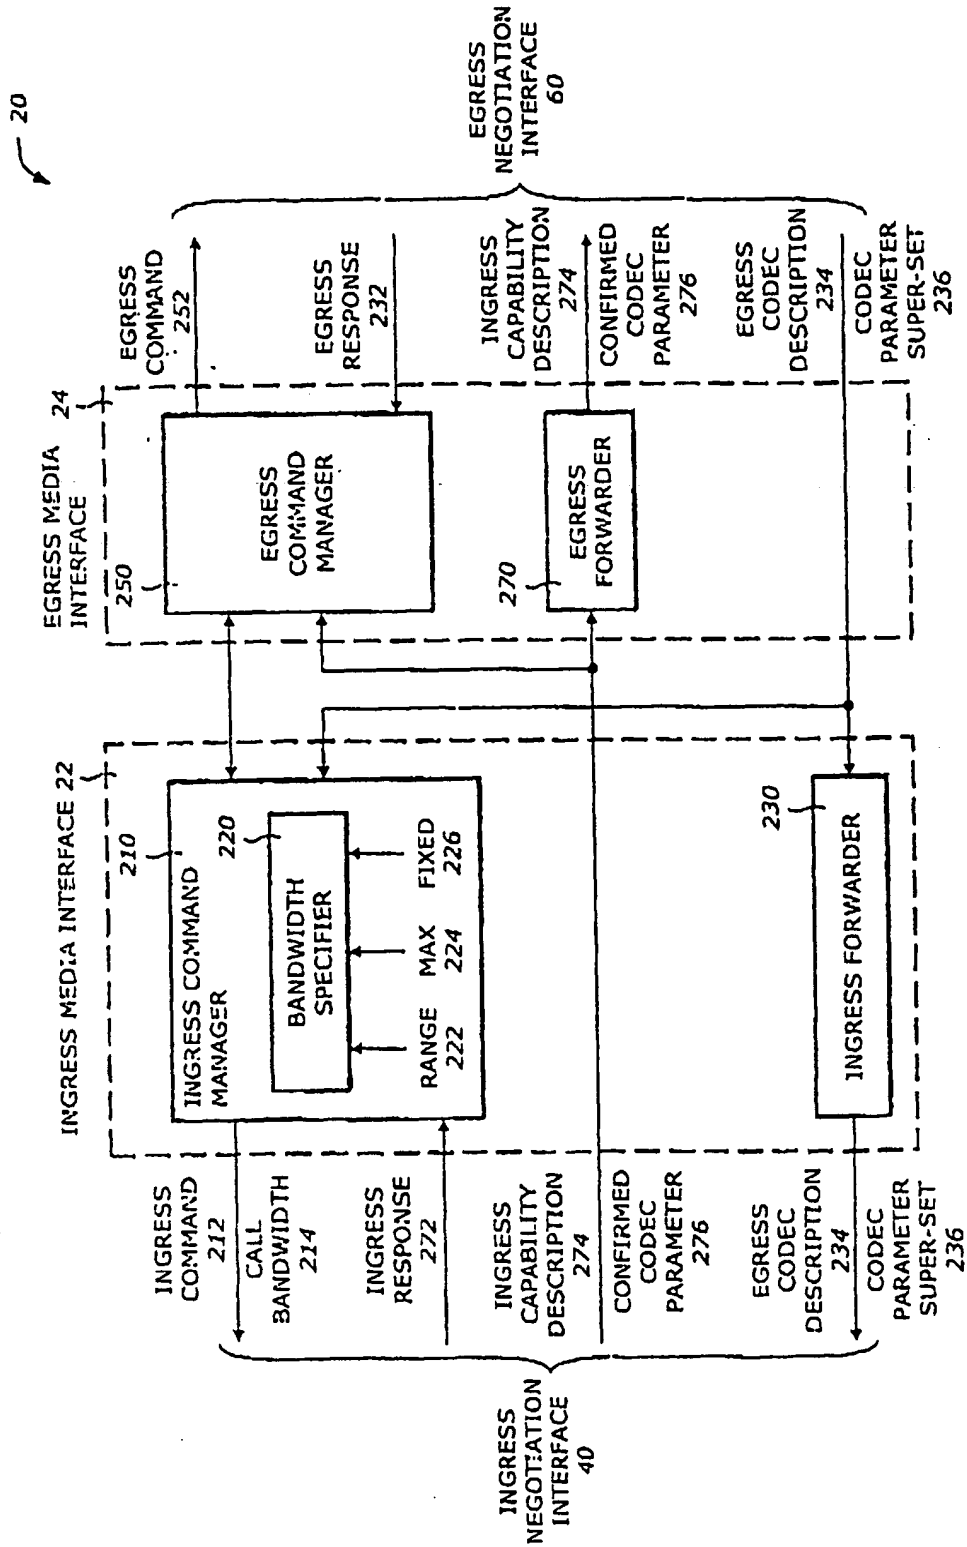 20
INGRESS MEDIA INTERFACE 22
EGRESS MEDIA
INTERFACE
24
INGRESS
COMMAND
212
CALL
BANDWIDTH
214
INGRESS
RESPONSE
272
INGRESS
CAPABILITY
DESCRIPTION
274
CONFIRMED
CODEC
PARAMETER
276
EGRESS
CODEC
DESCRIPTION
234
CODEC
PARAMETER
SUPER-SET
236
INGRESS
NEGOTIATION
INTERFACE
40
210
INGRESS COMMAND
MANAGER
220
BANDWIDTH
SPECIFIER
RANGE
222
MAX
224
FIXED
226
230
INGRESS FORWARDER
250
EGRESS
COMMAND
MANAGER
270
EGRESS
FORWARDER
EGRESS
COMMAND
252
EGRESS
RESPONSE
232
INGRESS
CAPABILITY
DESCRIPTION
274
CONFIRMED
CODEC
PARAMETER
276
EGRESS
CODEC
DESCRIPTION
234
CODEC
PARAMETER
SUPER-SET
236
EGRESS
NEGOTIATION
INTERFACE
60